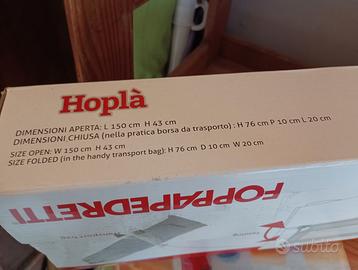 Hoplà
DIMENSIONI APERTA: L 150 cm H 43 cm
DIMENSIONI CHIUSA (nella pratica borsa da trasporto) : H 76 cm P 10 cm L 20 cm
SIZE OPEN: W 150 cm H 43 cm
SIZE FOLDED (in the handy transport bag): H 76 cm D 10 cm W 20 cm
FOPPAPEDRETTI
transport bag
subito